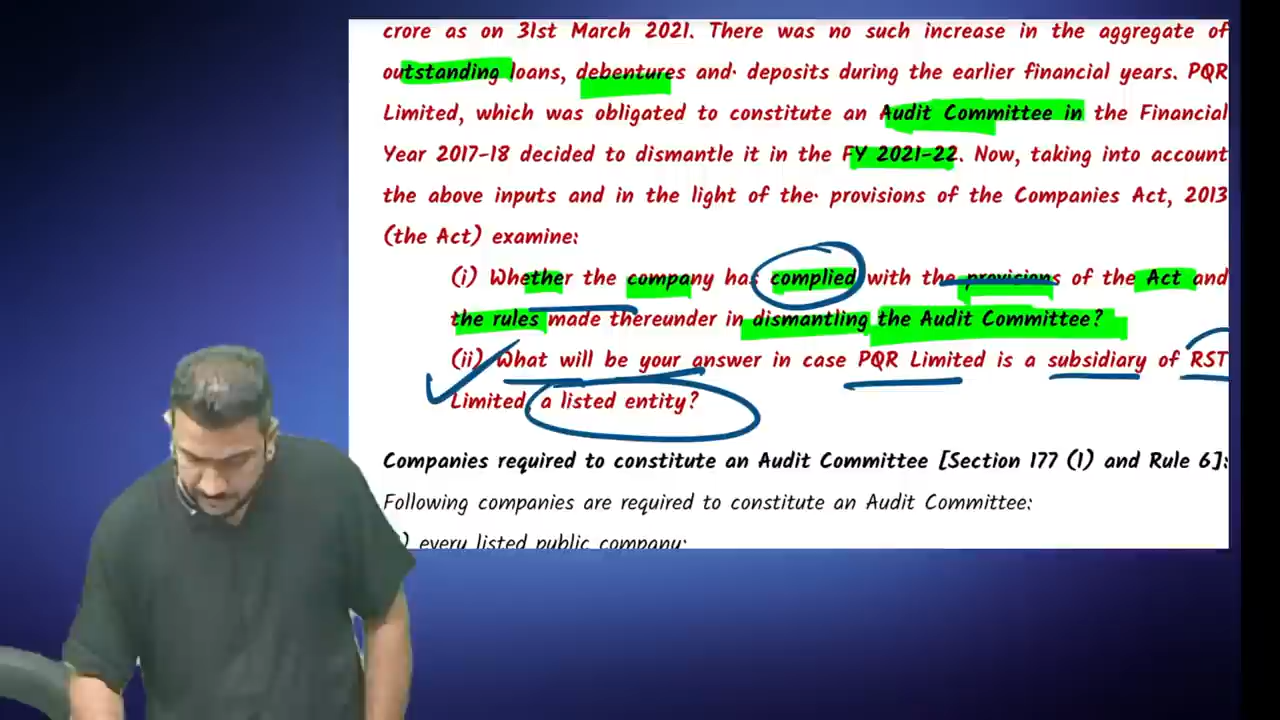 crore as on 31st March 2021. There was no such increase in the aggregate of
outstanding loans, debentures and· deposits during the earlier financial years. PQR
Limited, which was obligated to constitute an Audit Committee in the Financial
Year 2017-18 decided to dismantle it in the FY 2021-22. Now, taking into account
the above inputs and in the light of the· provisions of the Companies Act, 2013
(the Act) examine:
(i) Whether the company has complied with the provisions of the Act and
the rules made thereunder in dismantling the Audit Committee?
(ii) What will be your answer in case PQR Limited is a subsidiary of RST
Limited a listed entity?
Companies required to constitute an Audit Committee [Section 177 (1) and Rule 6]:
Following companies are required to constitute an Audit Committee:
) every listed public company;